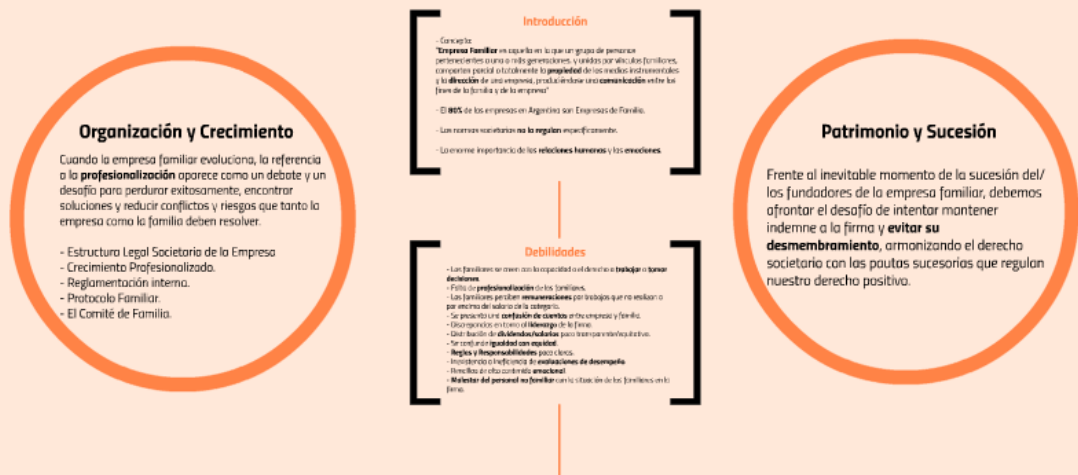 Introducción
- Concepto:
"Empresa Familiar es aquella en la que un grupo de personas
pertenecientes a una o más generaciones, y unidas por vínculos familiares,
comparten parcial o totalmente la propiedad de los medios instrumentales
y la dirección de una empresa, produciéndose una comunicación entre los
fines de la familia y de la empresa"
- El 80% de las empresas en Argentina son Empresas de Familia.
- Las normas societarias no la regulan específicamente.
- La enorme importancia de las relaciones humanas y las emociones.
Organización y Crecimiento
Cuando la empresa familiar evoluciona, la referencia
a la profesionalización aparece como un debate y un
desafío para perdurar exitosamente, encontrar
soluciones y reducir conflictos y riesgos que tanto la
empresa como la familia deben resolver.
- Estructura Legal Societaria de la Empresa
- Crecimiento Profesionalizado.
- Reglamentación interna.
- Protocolo Familiar.
- El Comité de Familia.
Patrimonio y Sucesión
Frente al inevitable momento de la sucesión del/
los fundadores de la empresa familiar, debemos
afrontar el desafío de intentar mantener
indemne a la firma y evitar su
desmembramiento, armonizando el derecho
societario con las pautas sucesorias que regulan
nuestro derecho positivo.
Debilidades
- Los familiares se creen con la capacidad o el derecho a trabajar o tomar
decisiones.
- Falta de profesionalización de los familiares.
- Los familiares perciben remuneraciones por trabajos que no realizan o
por encima del salario de la categoría.
- Se presenta una confusión de cuentas entre empresa y familia.
- Discrepancias en torno al liderazgo de la firma.
- Distribución de dividendos/salarios poco transparente/equitativa.
- Se confunde igualdad con equidad.
- Reglas y Responsabilidades poco claras.
- Inexistencia o ineficiencia de evaluaciones de desempeño.
- Rencillas de alto contenido emocional.
- Malestar del personal no familiar con la situación de los familiares en la
firma.